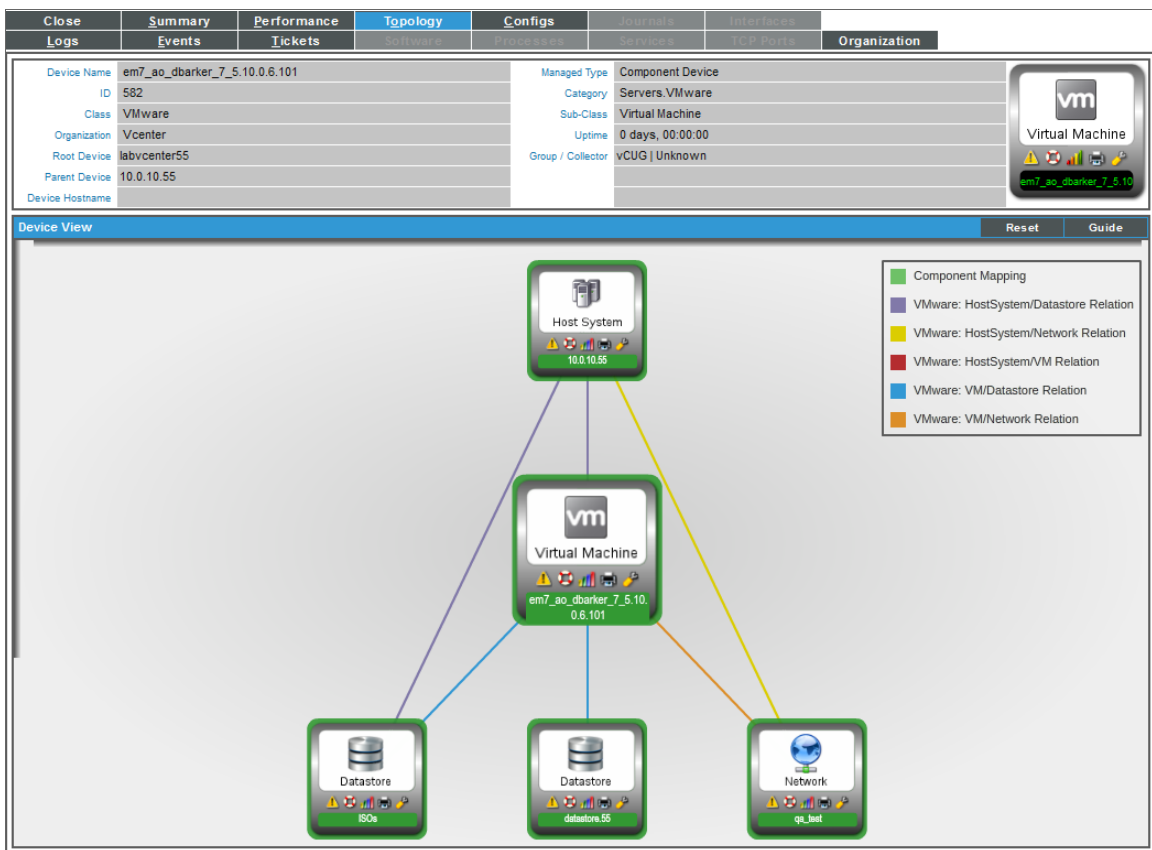 Close Summary Performance Topology Configs Journals Interfaces
Logs Events Tickets Software Processes Services TCP Ports Organization
Device Name em7_ao_dbarker_7_5.10.0.6.101 Managed Type Component Device
ID 582 Category Servers.VMware
Class VMware Sub-Class Virtual Machine
Organization Vcenter Uptime 0 days, 00:00:00
Root Device labvcenter55 Group / Collector vCUG | Unknown
Parent Device 10.0.10.55
Device Hostname
vm
Virtual Machine
em7_ao_dbarker_7_5.10
Device View Reset Guide
Component Mapping
VMware: HostSystem/Datastore Relation
VMware: HostSystem/Network Relation
VMware: HostSystem/VM Relation
VMware: VM/Datastore Relation
VMware: VM/Network Relation
Host System
10.0.10.55
vm
Virtual Machine
em7_ao_dbarker_7_5.10.
0.6.101
Datastore
ISOs
Datastore
datastore.55
Network
qa_test